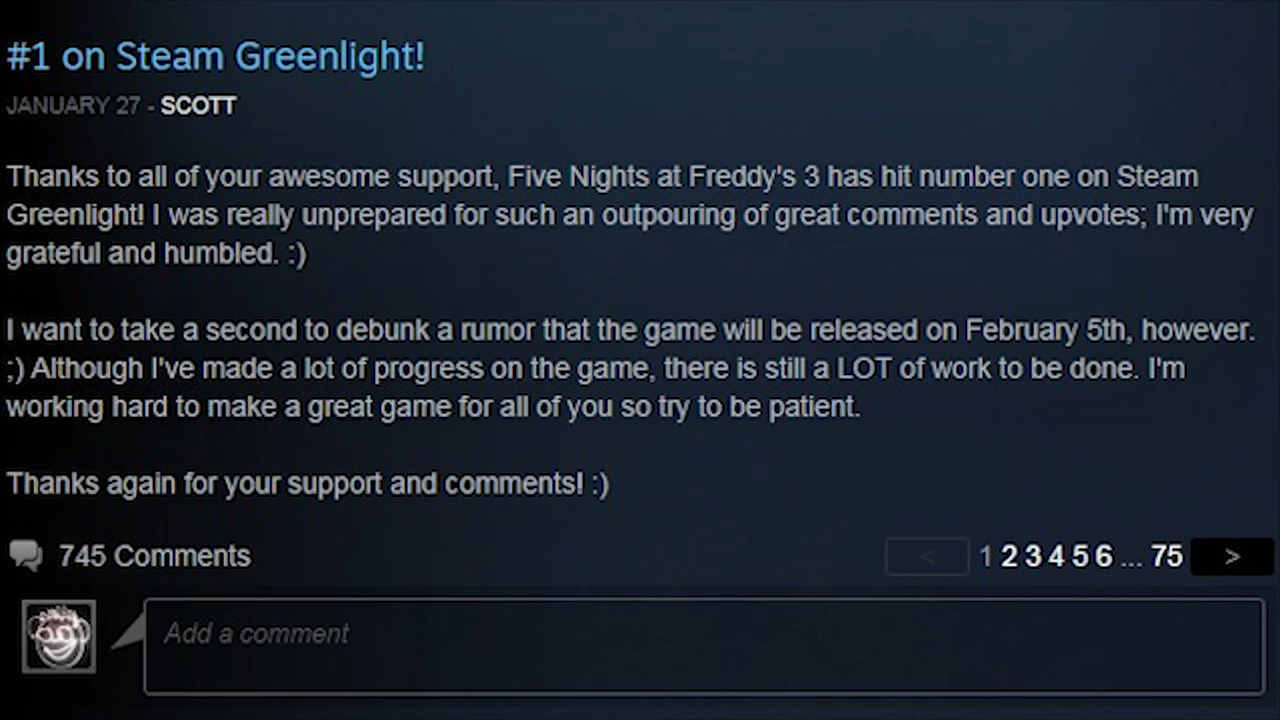 #1 on Steam Greenlight!
JANUARY 27 - SCOTT
Thanks to all of your awesome support, Five Nights at Freddy's 3 has hit number one on Steam
Greenlight! I was really unprepared for such an outpouring of great comments and upvotes; I'm very
grateful and humbled. :)
I want to take a second to debunk a rumor that the game will be released on February 5th, however.
;) Although I've made a lot of progress on the game, there is still a LOT of work to be done. I'm
working hard to make a great game for all of you so try to be patient.
Thanks again for your support and comments! :)
745 Comments
< 1 2 3 4 5 6 ... 75 >
Add a comment